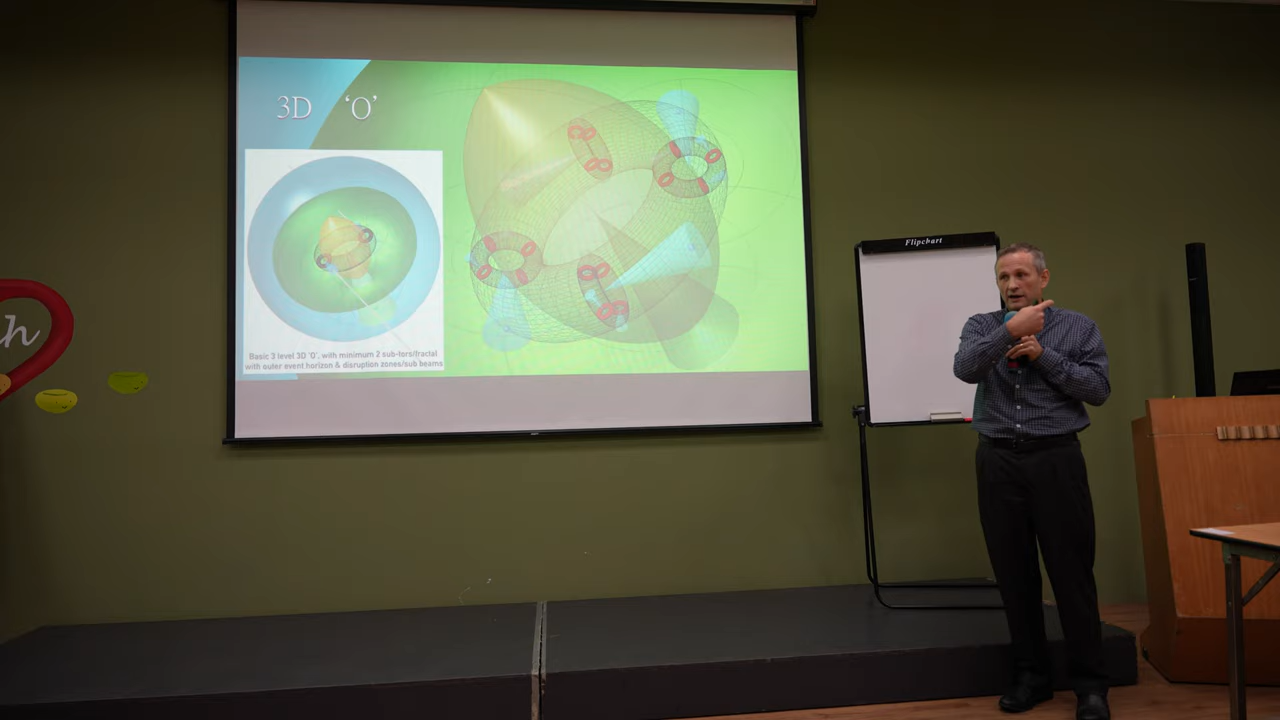 3D 'O'
Basic 3 level 3D 'O', with minimum 2 sub-tors/fractal
with outer event horizon & disruption zones/sub beams
Flipchart
h